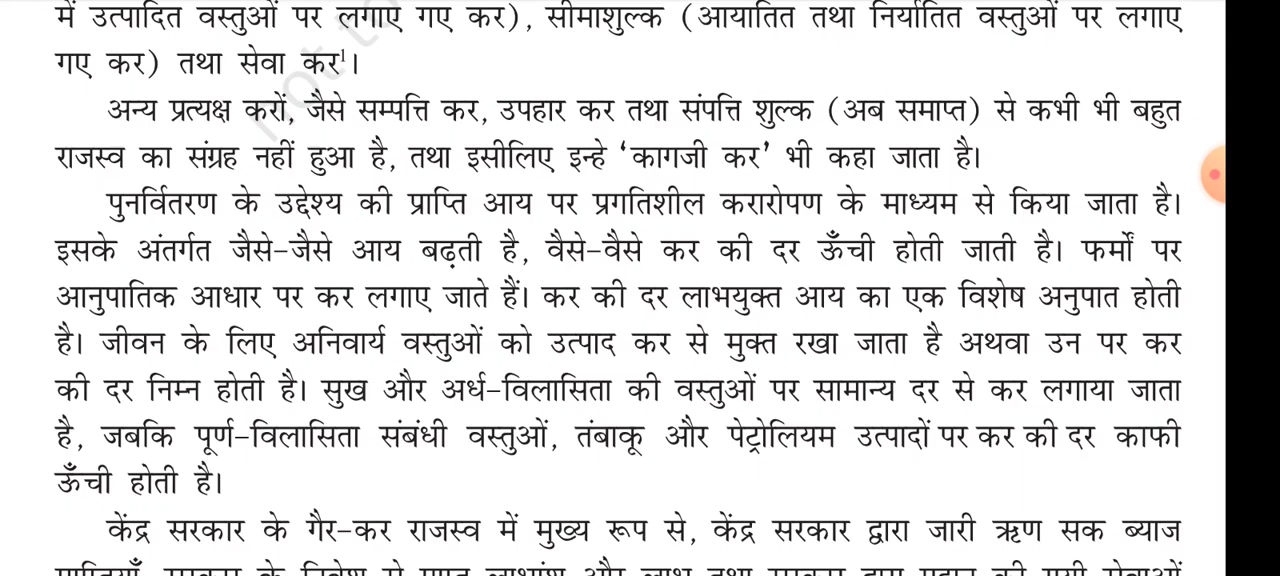 में उत्पादित वस्तुओं पर लगाए गए कर), सीमाशुल्क (आयातित तथा निर्यातित वस्तुओं पर लगाए
गए कर) तथा सेवा कर¹।
अन्य प्रत्यक्ष करों, जैसे सम्पत्ति कर, उपहार कर तथा संपत्ति शुल्क (अब समाप्त) से कभी भी बहुत
राजस्व का संग्रह नहीं हुआ है, तथा इसीलिए इन्हे ‘कागजी कर’ भी कहा जाता है।
पुनर्वितरण के उद्देश्य की प्राप्ति आय पर प्रगतिशील करारोपण के माध्यम से किया जाता है।
इसके अंतर्गत जैसे-जैसे आय बढ़ती है, वैसे-वैसे कर की दर ऊँची होती जाती है। फर्मों पर
आनुपातिक आधार पर कर लगाए जाते हैं। कर की दर लाभयुक्त आय का एक विशेष अनुपात होती
है। जीवन के लिए अनिवार्य वस्तुओं को उत्पाद कर से मुक्त रखा जाता है अथवा उन पर कर
की दर निम्न होती है। सुख और अर्ध-विलासिता की वस्तुओं पर सामान्य दर से कर लगाया जाता
है, जबकि पूर्ण-विलासिता संबंधी वस्तुओं, तंबाकू और पेट्रोलियम उत्पादों पर कर की दर काफी
ऊँची होती है।
केंद्र सरकार के गैर-कर राजस्व में मुख्य रूप से, केंद्र सरकार द्वारा जारी ऋण सक ब्याज